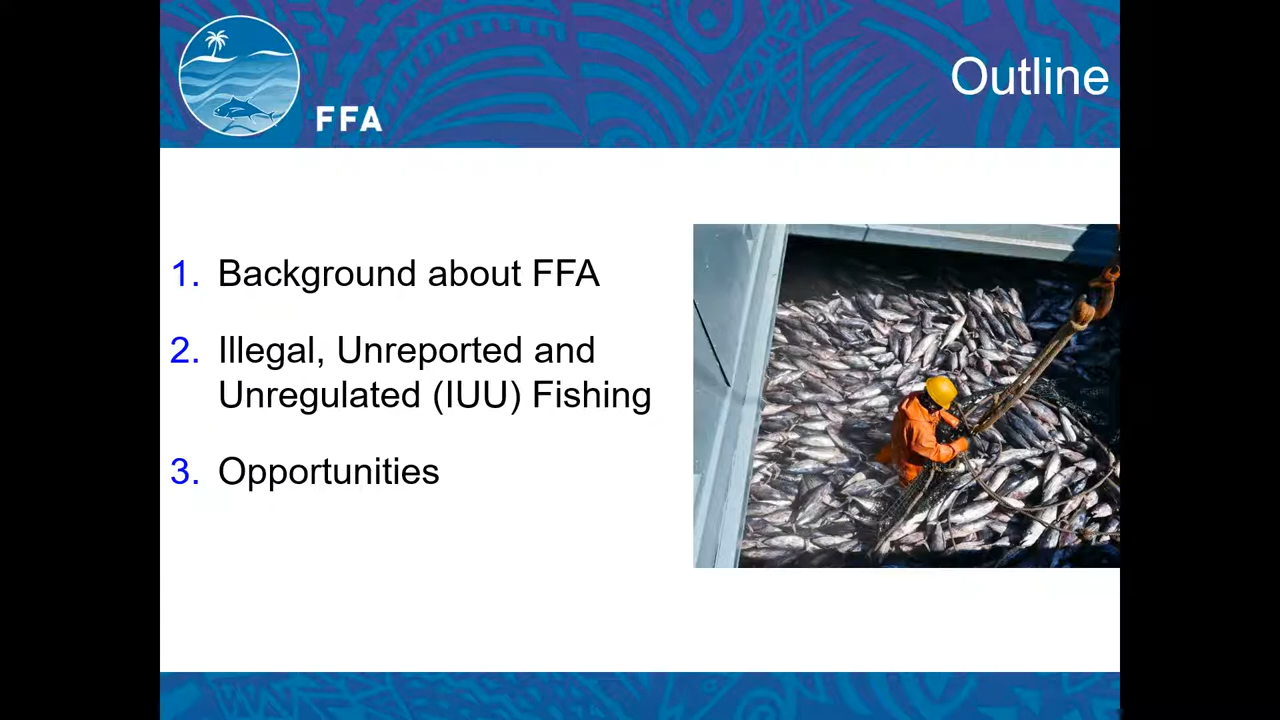 Outline
FFA
1. Background about FFA
2. Illegal, Unreported and
Unregulated (IUU) Fishing
3. Opportunities